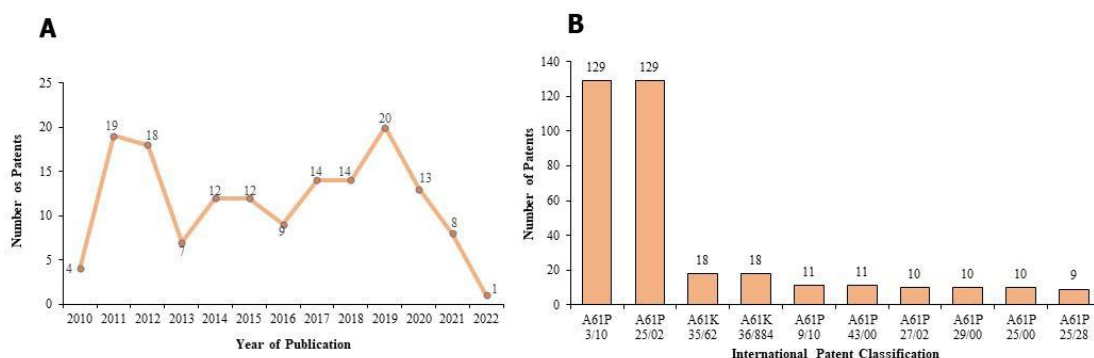 A
Number os Patents
25
20
15
10
5
0
4
19
18
7
12
12
9
14
14
20
13
8
1
2010 2011 2012 2013 2014 2015 2016 2017 2018 2019 2020 2021 2022
Year of Publication
B
Number of Patents
140
120
100
80
60
40
20
0
129 129 18 18 11 11 10 10 10 9
A61P A61P A61K A61K A61P A61P A61P A61P A61P A61P
3/10 25/02 35/62 36/884 9/10 43/00 27/02 29/00 25/00 25/28
International Patent Classification